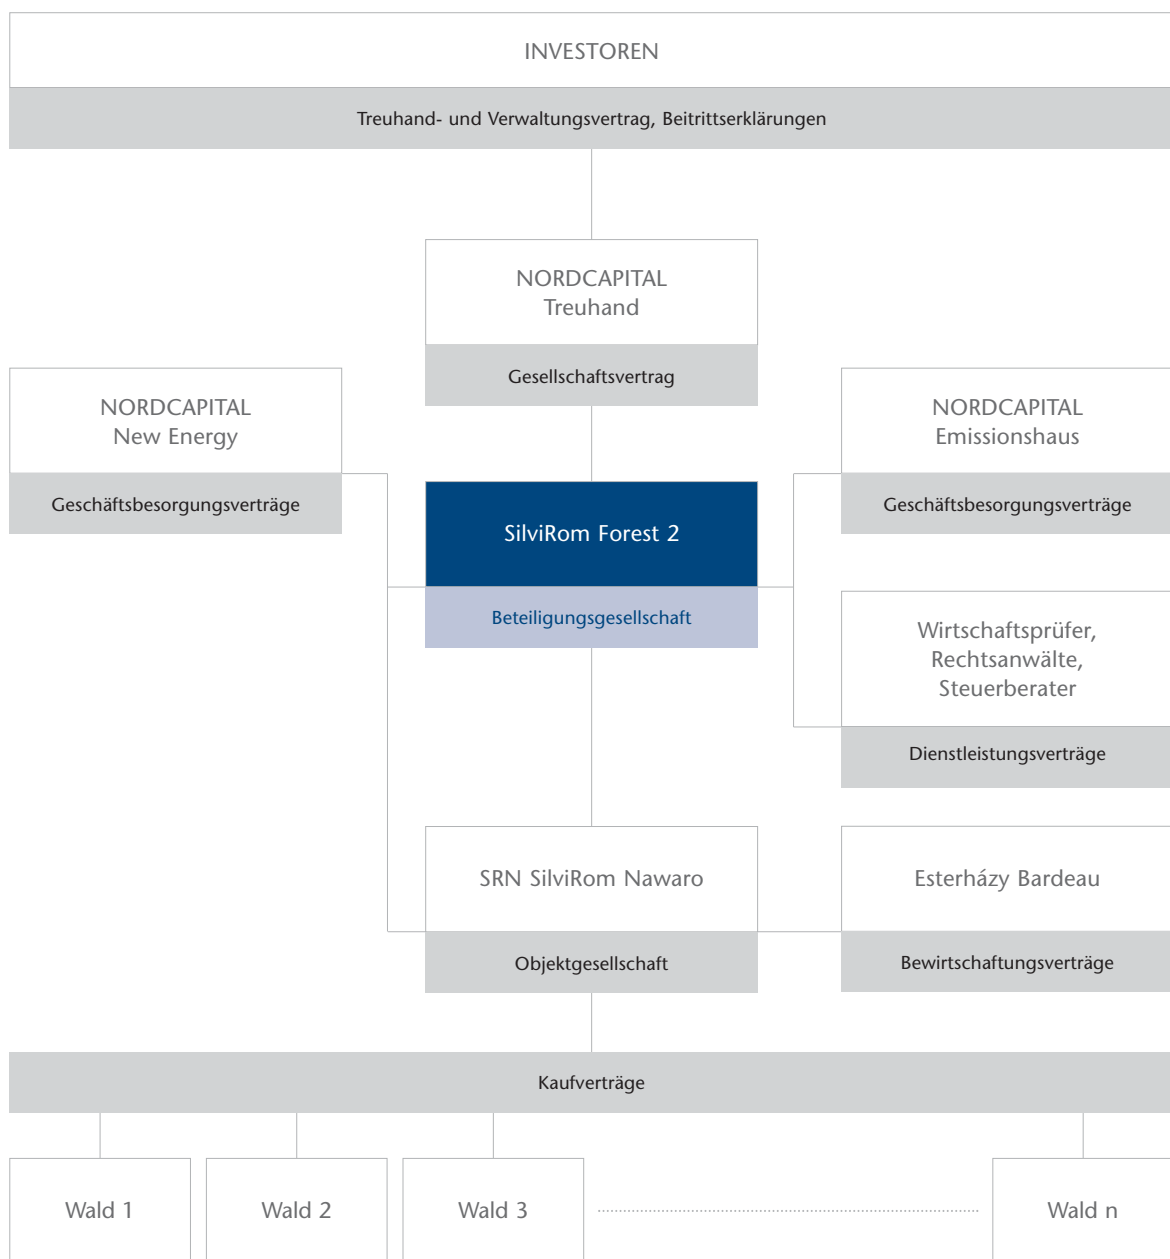 INVESTOREN
Treuhand- und Verwaltungsvertrag, Beitrittserklärungen
NORDCAPITAL
Treuhand
Gesellschaftsvertrag
NORDCAPITAL
New Energy
Geschäftsbesorgungsverträge
NORDCAPITAL
Emissionshaus
Geschäftsbesorgungsverträge
SilviRom Forest 2
Beteiligungsgesellschaft
Wirtschaftsprüfer,
Rechtsanwälte,
Steuerberater
Dienstleistungsverträge
SRN SilviRom Nawaro
Objektgesellschaft
Esterházy Bardeau
Bewirtschaftungsverträge
Kaufverträge
Wald 1
Wald 2
Wald 3
Wald n